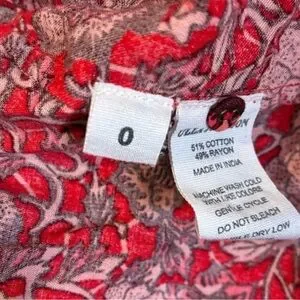 0
51% COTTON
49% RAYON
MADE IN INDIA
MACHINE WASH COLD
WITH LIKE COLORS
GENTLE CYCLE
DO NOT BLEACH
DRY LOW